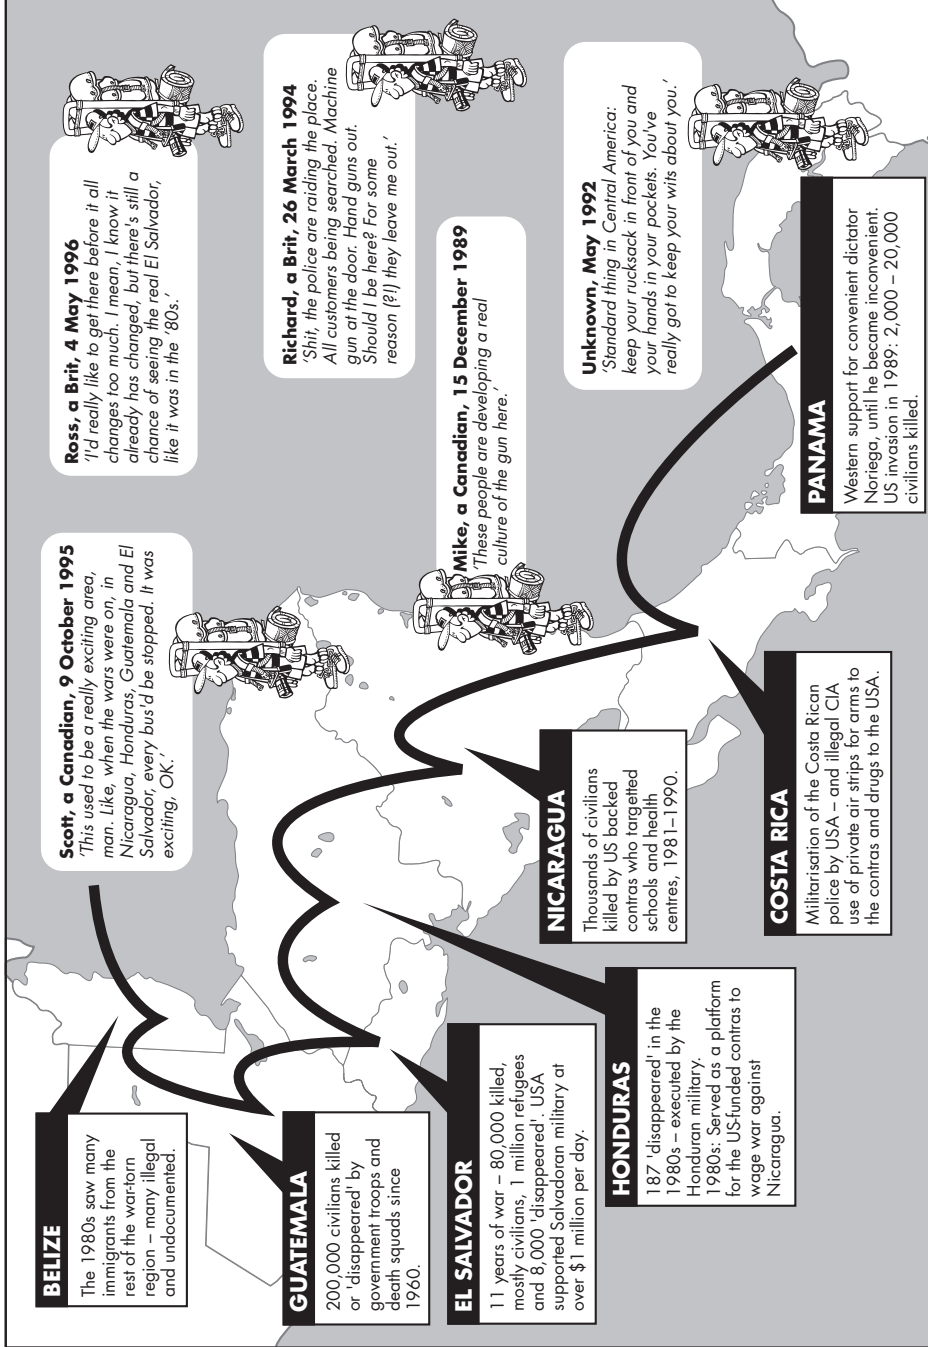 Scott, a Canadian, 9 October 1995
'This used to be a really exciting area,
man. Like, when the wars were on, in
Nicaragua, Honduras, Guatemala and El
Salvador, every bus'd be stopped. It was
exciting, OK.'
Ross, a Brit, 4 May 1996
'I'd really like to get there before it all
changes too much. I mean, I know it
already has changed, but there's still a
chance of seeing the real El Salvador,
like it was in the '80s.'
Richard, a Brit, 26 March 1994
'Shit, the police are raiding the place.
All customers being searched. Machine
gun at the door. Hand guns out.
Should I be here? For some
reason (?!) they leave me out.'
Mike, a Canadian, 15 December 1989
'These people are developing a real
culture of the gun here.'
Unknown, May 1992
'Standard thing in Central America:
keep your rucksack in front of you and
your hands in your pockets. You've
really got to keep your wits about you.'
BELIZE
The 1980s saw many
immigrants from the
rest of the war-torn
region – many illegal
and undocumented.
GUATEMALA
200,000 civilians killed
or 'disappeared' by
government troops and
death squads since
1960.
EL SALVADOR
11 years of war – 80,000 killed,
mostly civilians, 1 million refugees
and 8,000 'disappeared'. USA
supported Salvadoran military at
over $1 million per day.
HONDURAS
187 'disappeared' in the
1980s – executed by the
Honduran military.
1980s: Served as a platform
for the US-funded contras to
wage war against
Nicaragua.
NICARAGUA
Thousands of civilians
killed by US backed
contras who targetted
schools and health
centres, 1981–1990.
COSTA RICA
Militarisation of the Costa Rican
police by USA – and illegal CIA
use of private air strips for arms to
the contras and drugs to the USA.
PANAMA
Western support for convenient dictator
Noriega, until he became inconvenient.
US invasion in 1989: 2,000 – 20,000
civilians killed.